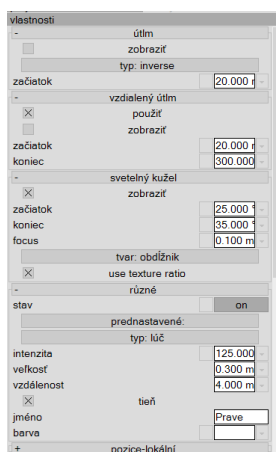 vlastnosti
- útlm
zobraziť
typ: inverse
začiatok 20.000 r
- vzdialený útlm
použiť
zobraziť
začiatok 20.000 r
koniec 300.000
- svetelný kužel
zobraziť
začiatok 25.000 °
koniec 35.000 °
focus 0.100 m
tvar: obdĺžnik
use texture ratio
- různé
stav on
prednastavené:
typ: lúč
intenzita 125.000
veľkosť 0.300 m
vzdálenost 4.000 m
tieň
jméno Prave
barva
+ pozice-lokální